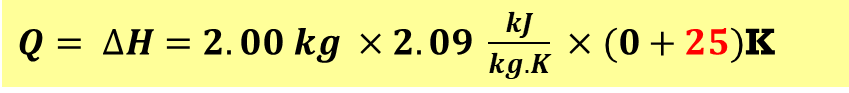 Q = ΔH = 2.00 kg × 2.09 kJ/kg.K × (0 + 25)K